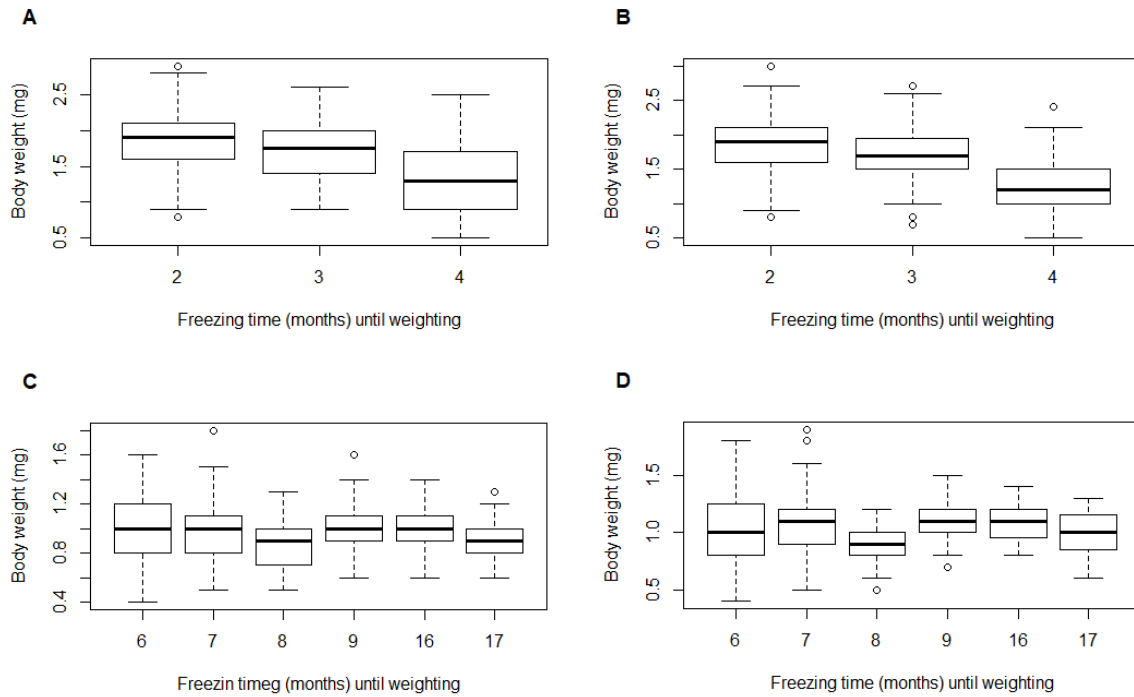 A
Body weight (mg)
2.5
1.5
0.5
2 3 4
Freezing time (months) until weighting
B
Body weight (mg)
2.5
1.5
0.5
2 3 4
Freezing time (months) until weighting
C
Body weight (mg)
1.6
1.2
0.8
0.4
6 7 8 9 16 17
Freezin timeg (months) until weighting
D
Body weight (mg)
1.5
1.0
0.5
6 7 8 9 16 17
Freezing time (months) until weighting